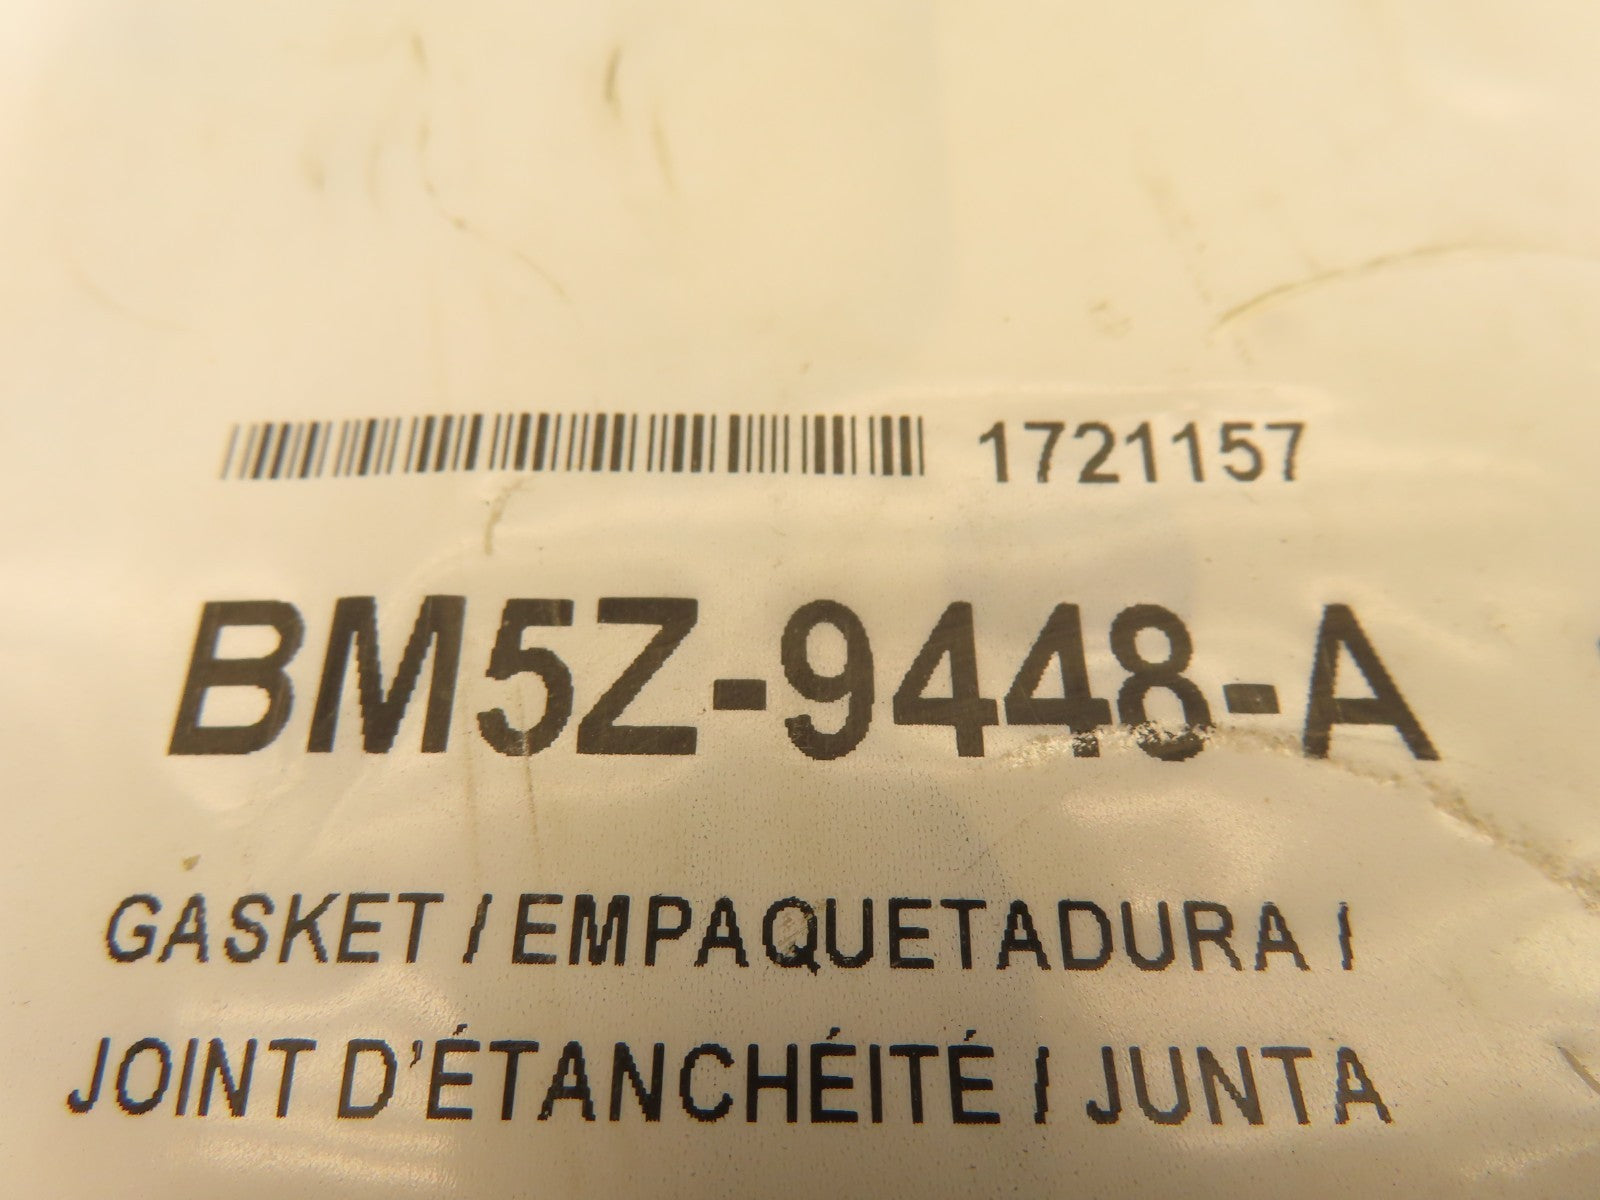 1721157
BM5Z-9448-A
GASKET / EMPAQUETADURA /
JOINT D'ÉTANCHÉITÉ / JUNTA